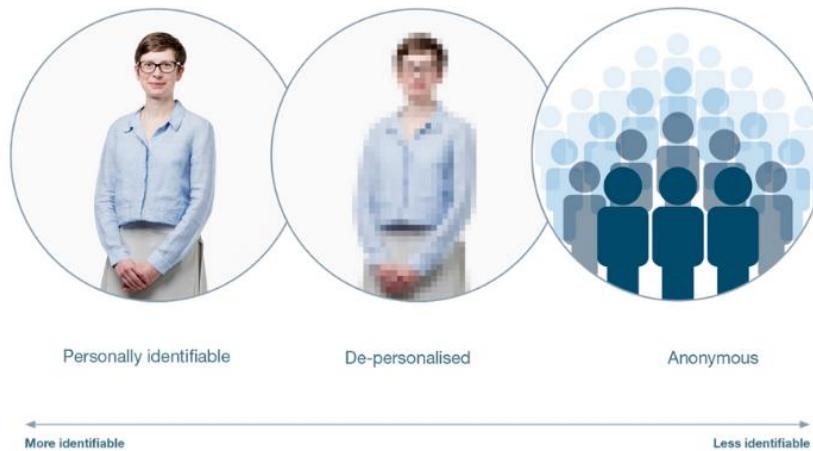 Personally identifiable
De-personalised
Anonymous
More identifiable
Less identifiable